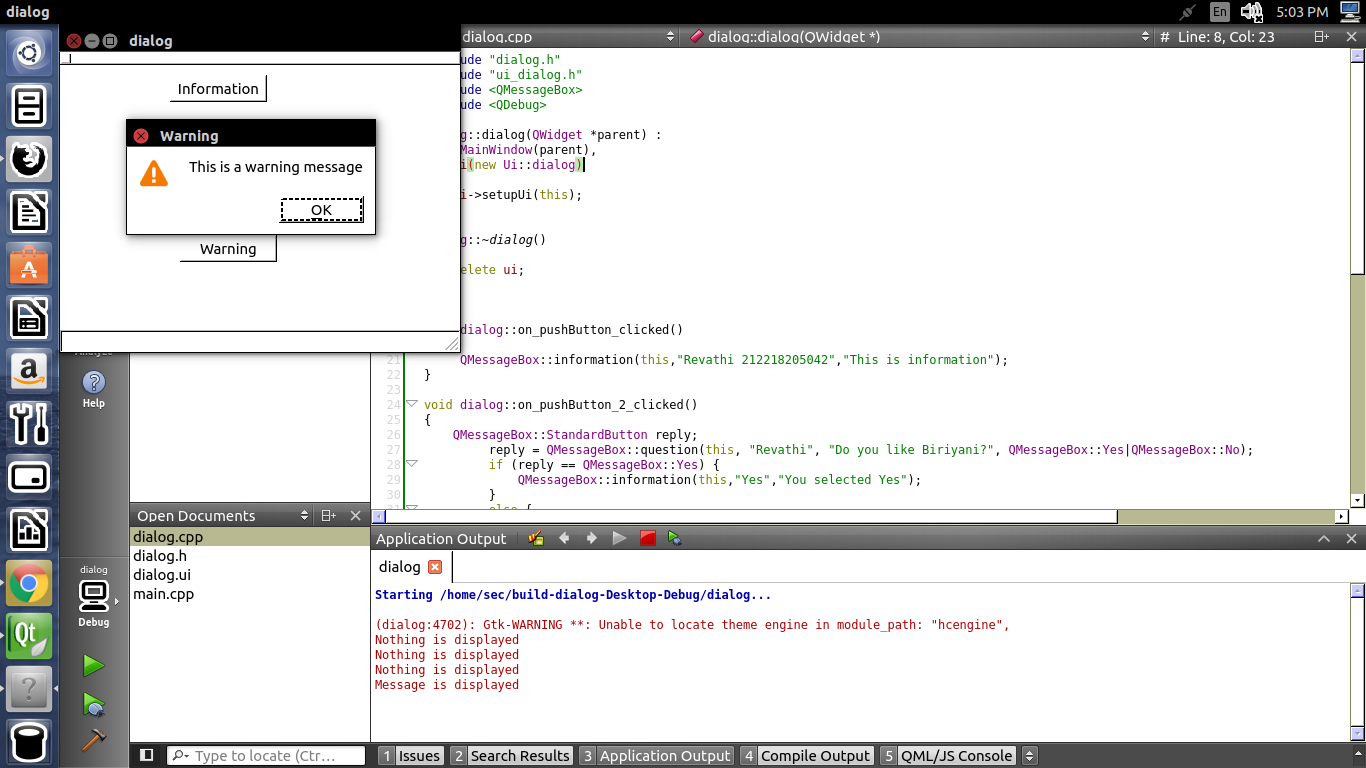 dialog
En
5:03 PM
dialog
Information
Warning
This is a warning message
OK
Warning
Help
dialog
Debug
dialog.cpp
dialog::dialog(QWidget *)
# Line: 8, Col: 23
ude "dialog.h"
ude "ui_dialog.h"
ude <QMessageBox>
ude <QDebug>
g::dialog(QWidget *parent) :
MainWindow(parent),
i(new Ui::dialog)
i->setupUi(this);
g::~dialog()
elete ui;
dialog::on_pushButton_clicked()
21 QMessageBox::information(this,"Revathi 212218205042","This is information");
22 }
23
24 void dialog::on_pushButton_2_clicked()
25 {
26 QMessageBox::StandardButton reply;
27 reply = QMessageBox::question(this, "Revathi", "Do you like Biriyani?", QMessageBox::Yes|QMessageBox::No);
28 if (reply == QMessageBox::Yes) {
29 QMessageBox::information(this,"Yes","You selected Yes");
30 }
else {
Open Documents
dialog.cpp
dialog.h
dialog.ui
main.cpp
Application Output
dialog
Starting /home/sec/build-dialog-Desktop-Debug/dialog...
(dialog:4702): Gtk-WARNING **: Unable to locate theme engine in module_path: "hcengine",
Nothing is displayed
Nothing is displayed
Nothing is displayed
Message is displayed
Type to locate (Ctr...
1 Issues
2 Search Results
3 Application Output
4 Compile Output
5 QML/JS Console